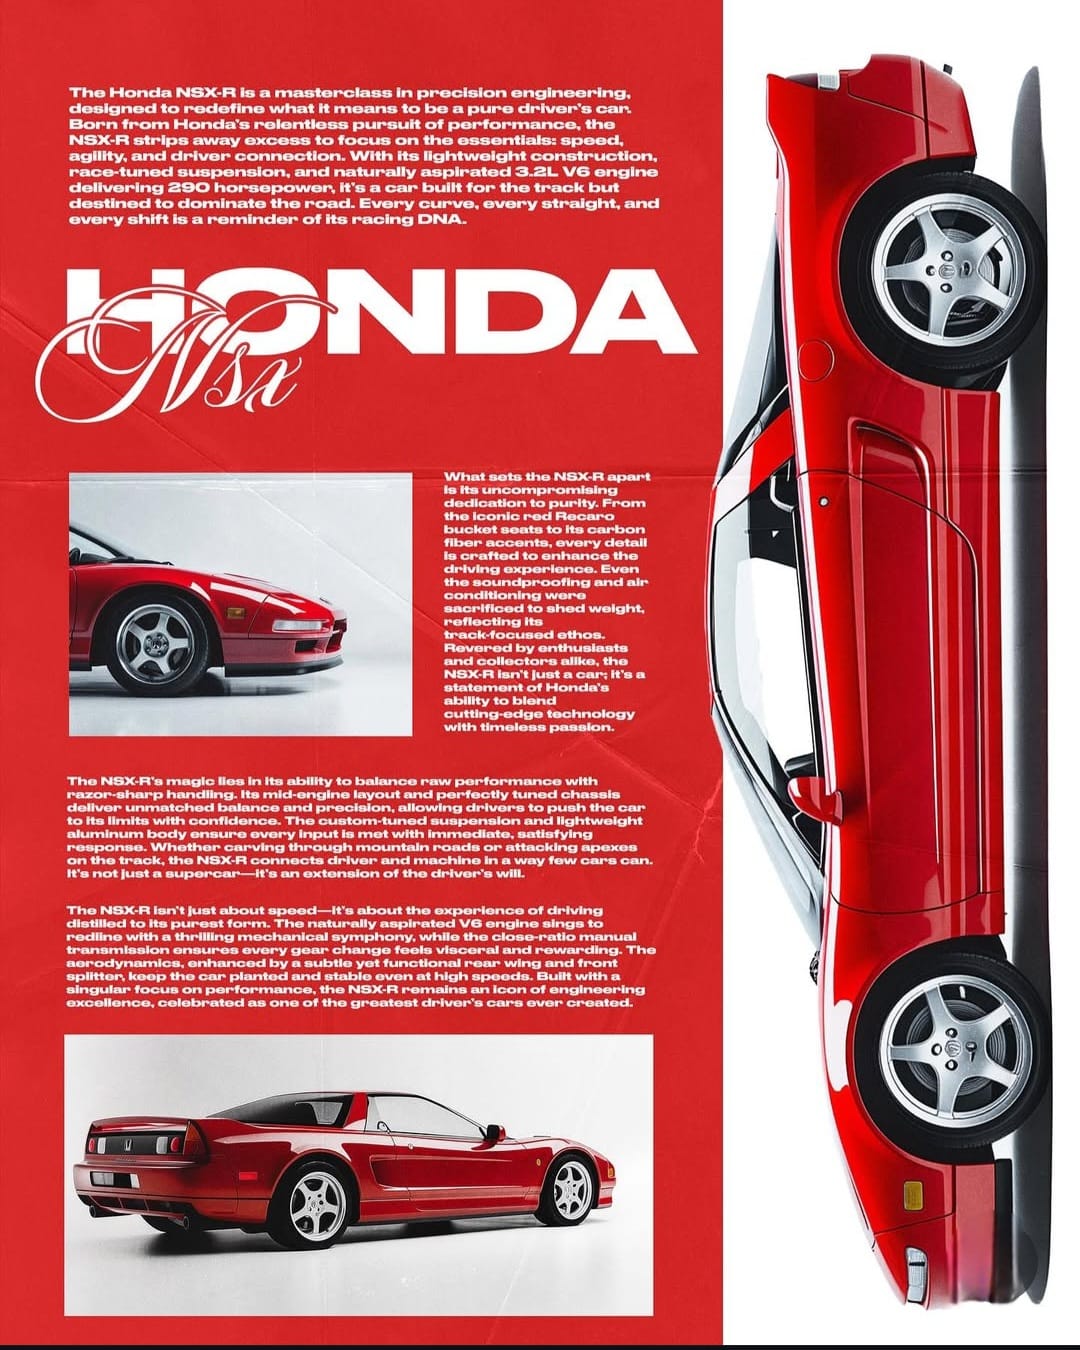 The Honda NSX-R is a masterclass in precision engineering,
designed to redefine what it means to be a pure driver's car.
Born from Honda's relentless pursuit of performance, the
NSX-R strips away excess to focus on the essentials: speed,
agility, and driver connection. With its lightweight construction,
race-tuned suspension, and naturally aspirated 3.2L V6 engine
delivering 290 horsepower, it's a car built for the track but
destined to dominate the road. Every curve, every straight, and
every shift is a reminder of its racing DNA.
HONDA
Nsx
What sets the NSX-R apart
is its uncompromising
dedication to purity. From
the iconic red Recaro
bucket seats to its carbon
fiber accents, every detail
is crafted to enhance the
driving experience. Even
the soundproofing and air
conditioning were
sacrificed to shed weight,
reflecting its
track-focused ethos.
Revered by enthusiasts
and collectors alike, the
NSX-R isn't just a car; it's a
statement of Honda's
ability to blend
cutting-edge technology
with timeless passion.
The NSX-R's magic lies in its ability to balance raw performance with
razor-sharp handling. Its mid-engine layout and perfectly tuned chassis
deliver unmatched balance and precision, allowing drivers to push the car
to its limits with confidence. The custom-tuned suspension and lightweight
aluminum body ensure every input is met with immediate, satisfying
response. Whether carving through mountain roads or attacking apexes
on the track, the NSX-R connects driver and machine in a way few cars can.
It's not just a supercar—it's an extension of the driver's will.
The NSX-R isn't just about speed—it's about the experience of driving
distilled to its purest form. The naturally aspirated V6 engine sings to
redline with a thrilling mechanical symphony, while the close-ratio manual
transmission ensures every gear change feels visceral and rewarding. The
aerodynamics, enhanced by a subtle yet functional rear wing and front
splitter, keep the car planted and stable even at high speeds. Built with a
singular focus on performance, the NSX-R remains an icon of engineering
excellence, celebrated as one of the greatest driver's cars ever created.